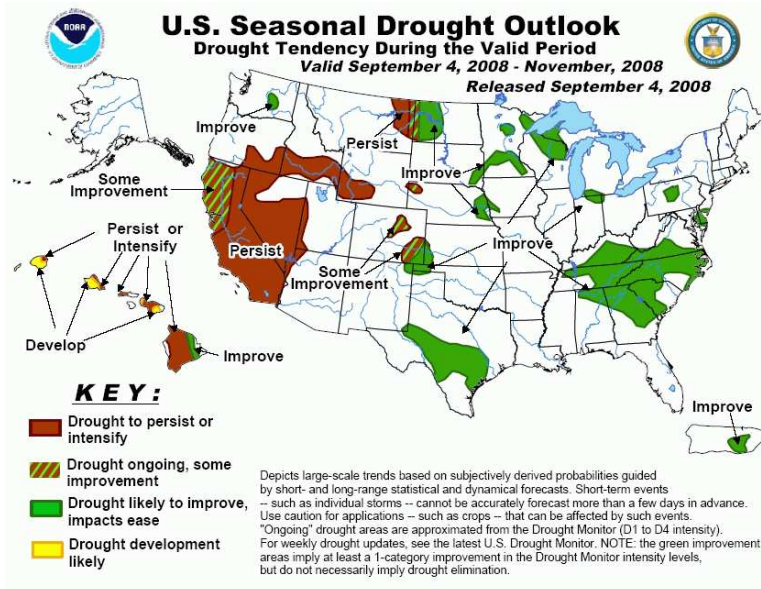 U.S. Seasonal Drought Outlook
Drought Tendency During the Valid Period
Valid September 4, 2008 - November, 2008
Released September 4, 2008
NOAA
Improve
Persist
Improve
Some
Improvement
Persist or
Intensify
Persist
Improve
Some
Improvement
Develop
Improve
Improve
KEY:
Drought to persist or
intensify
Drought ongoing, some
improvement
Drought likely to improve,
impacts ease
Drought development
likely
Depicts large-scale trends based on subjectively derived probabilities guided
by short- and long-range statistical and dynamical forecasts. Short-term events
-- such as individual storms -- cannot be accurately forecast more than a few days in advance.
Use caution for applications -- such as crops -- that can be affected by such events.
"Ongoing" drought areas are approximated from the Drought Monitor (D1 to D4 intensity).
For weekly drought updates, see the latest U.S. Drought Monitor. NOTE: the green improvement
areas imply at least a 1-category improvement in the Drought Monitor intensity levels,
but do not necessarily imply drought elimination.